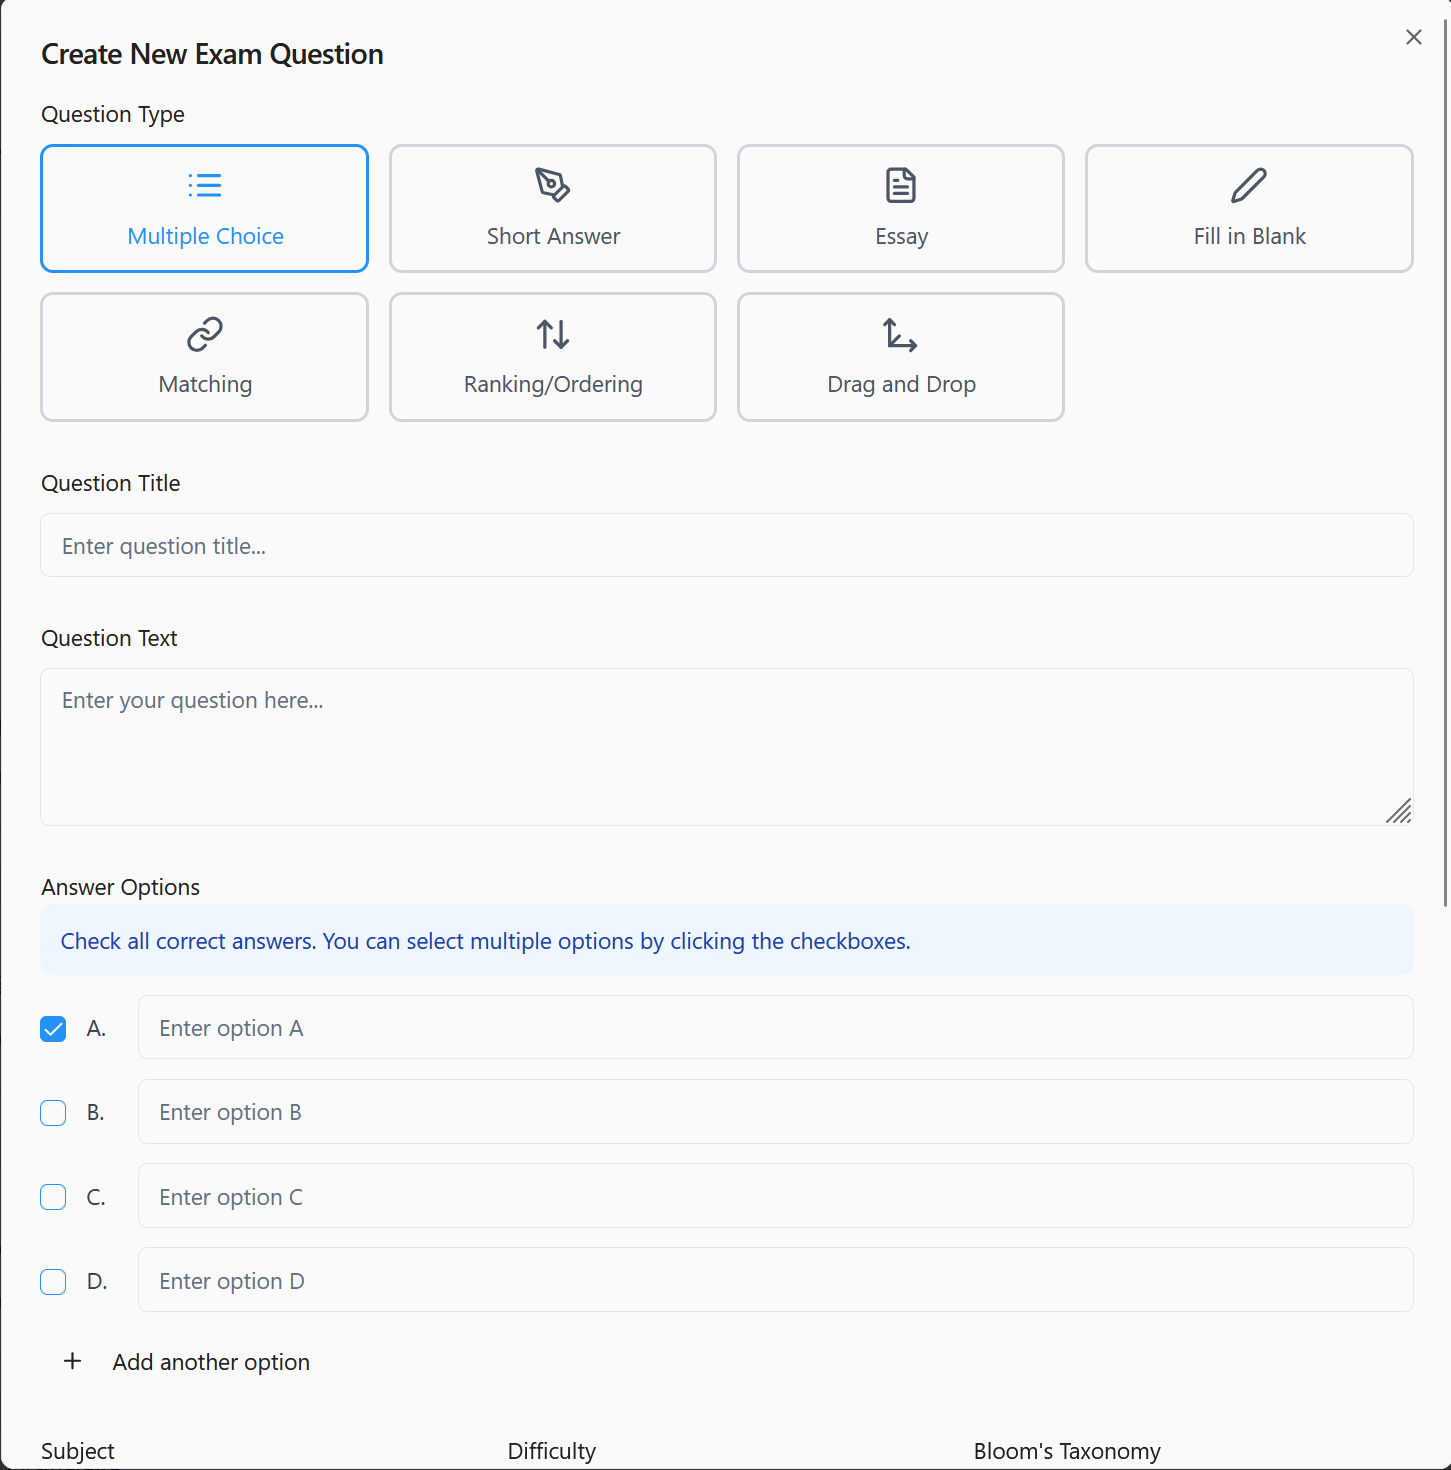 Create New Exam Question
Question Type
Multiple Choice
Short Answer
Essay
Fill in Blank
Matching
Ranking/Ordering
Drag and Drop
Question Title
Enter question title...
Question Text
Enter your question here...
Answer Options
Check all correct answers. You can select multiple options by clicking the checkboxes.
A. Enter option A
B. Enter option B
C. Enter option C
D. Enter option D
+ Add another option
Subject Difficulty Bloom's Taxonomy